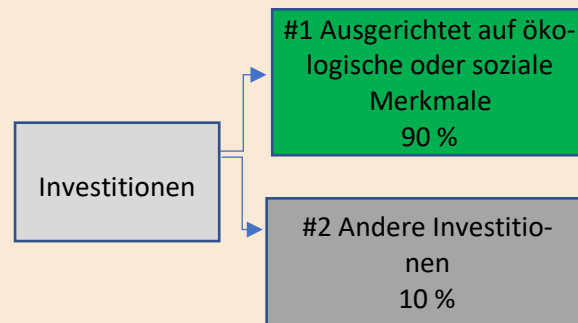 #1 Ausgerichtet auf öko-
logische oder soziale
Merkmale
90 %
Investitionen
#2 Andere Investitio-
nen
10 %